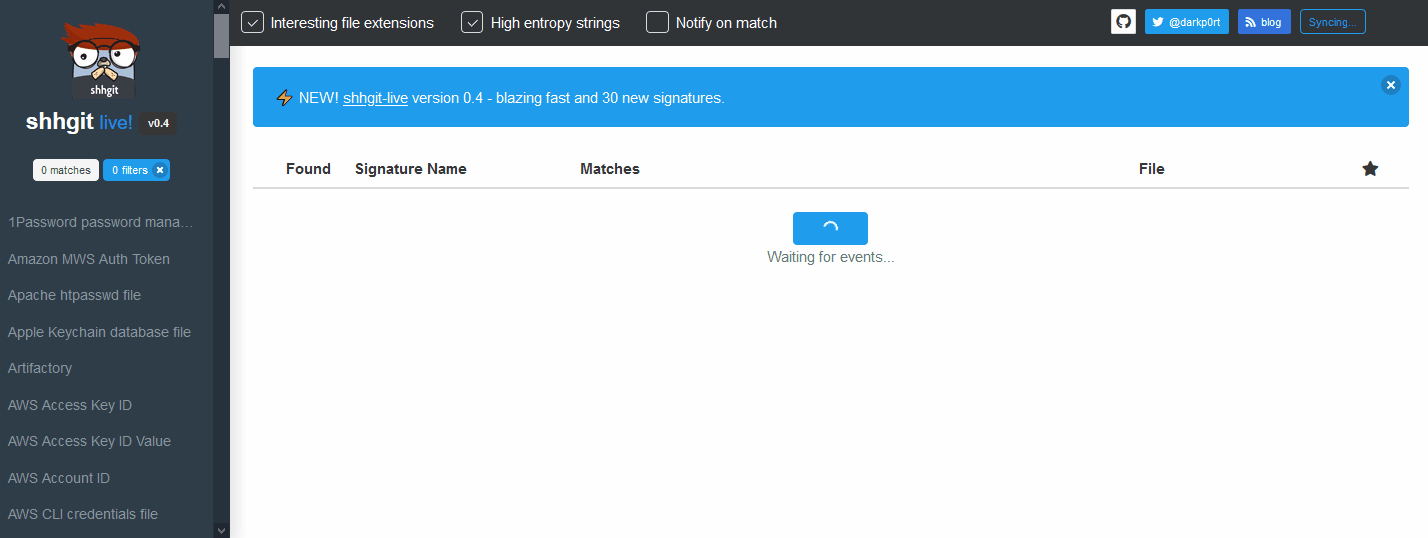 Interesting file extensions High entropy strings Notify on match @darkp0rt blog Syncing...
shhgit
shhgit live! v0.4
0 matches 0 filters
1Password password mana...
Amazon MWS Auth Token
Apache htpasswd file
Apple Keychain database file
Artifactory
AWS Access Key ID
AWS Access Key ID Value
AWS Account ID
AWS CLI credentials file
NEW! shhgit-live version 0.4 - blazing fast and 30 new signatures.
Found Signature Name Matches File
Waiting for events...